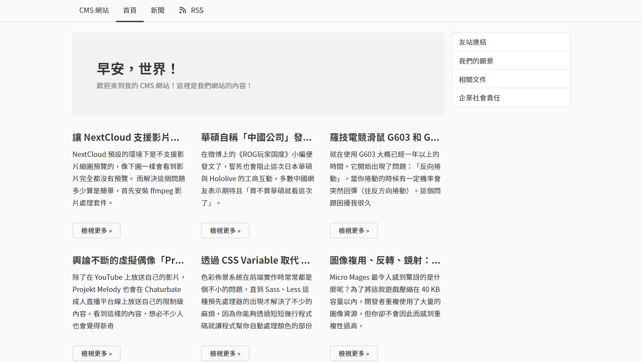 CMS 網站 首頁 新聞 RSS
早安，世界！
歡迎來到我的 CMS 網站！這裡是我們網站的內容！
友站連結
我們的願景
相關文件
企業社會責任
讓 NextCloud 支援影片...
NextCloud 預設的環境下是不支援影
片縮圖預覽的，像下圖一樣會看到影
片完全都沒有預覽。 而解決這個問題
多少算是簡單，首先安裝 ffmpeg 影
片處理套件。
檢視更多 »
華碩自稱「中國公司」發...
在微博上的《ROG玩家国度》小編便
發文了，誓死也會阻止這次日本華碩
與 Hololive 的工商互動。多數中國網
友表示期待且「買不買華碩就看這次
了」。
檢視更多 »
羅技電競滑鼠 G603 和 G...
就在使用 G603 大概已經一年以上的
時間，它開始出現了問題：「反向捲
動」。當你捲動的時候有一定機率會
突然回彈（往反方向捲動）。這個問
題困擾我很久
檢視更多 »
輿論不斷的虛擬偶像「Pr...
除了在 YouTube 上放送自己的影片，
Projekt Melody 也會在 Chaturbate
成人直播平台線上放送自己的限制級
內容。看到這樣的內容，想必不少人
也會覺得新奇
檢視更多 »
透過 CSS Variable 取代 ...
色彩佈景系統在前端實作時常常都是
個不小的問題，直到 Sass、Less 這
種預先處理器的出現才解決了不少的
麻煩，因為你能夠透過短短幾行程式
碼就讓程式幫你自動處理顏色的部份
檢視更多 »
圖像複用、反轉、鏡射：...
Micro Mages 最令人感到驚訝的是什
麼呢？為了將這款遊戲壓縮在 40 KB
容量以內，開發者重複使用了大量的
圖像資源，但你卻不會因此而感到重
複性過高。
檢視更多 »